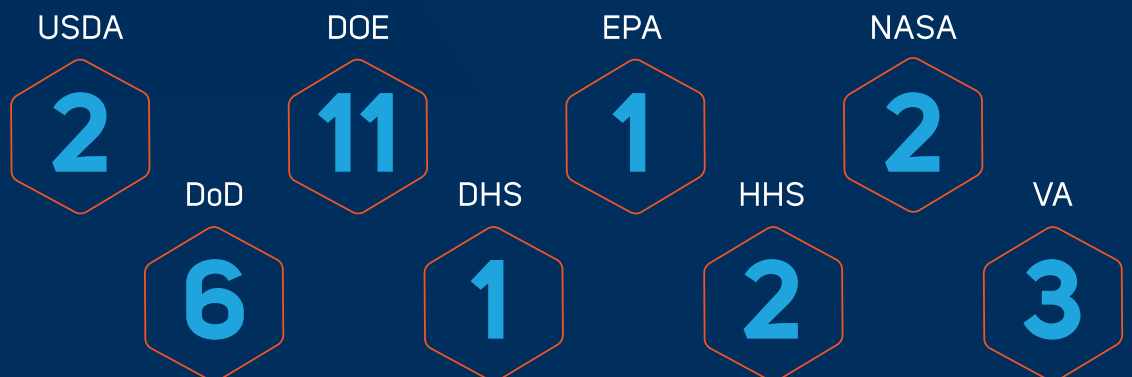 USDA DOE EPA NASA
2 11 1 2
DoD DHS HHS VA
6 1 2 3